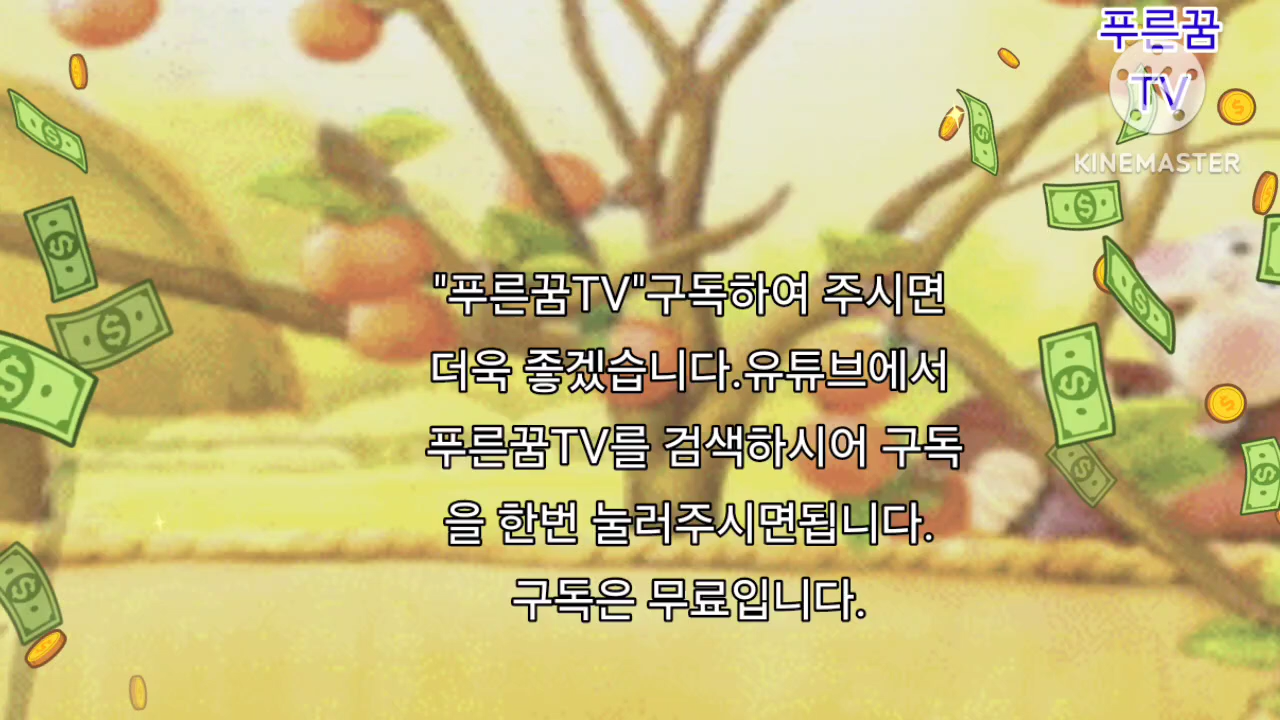 푸른꿈
TV
KINEMASTER
"푸른꿈TV"구독하여 주시면
더욱 좋겠습니다.유튜브에서
푸른꿈TV를 검색하시어 구독
을 한번 눌러주시면됩니다.
구독은 무료입니다.